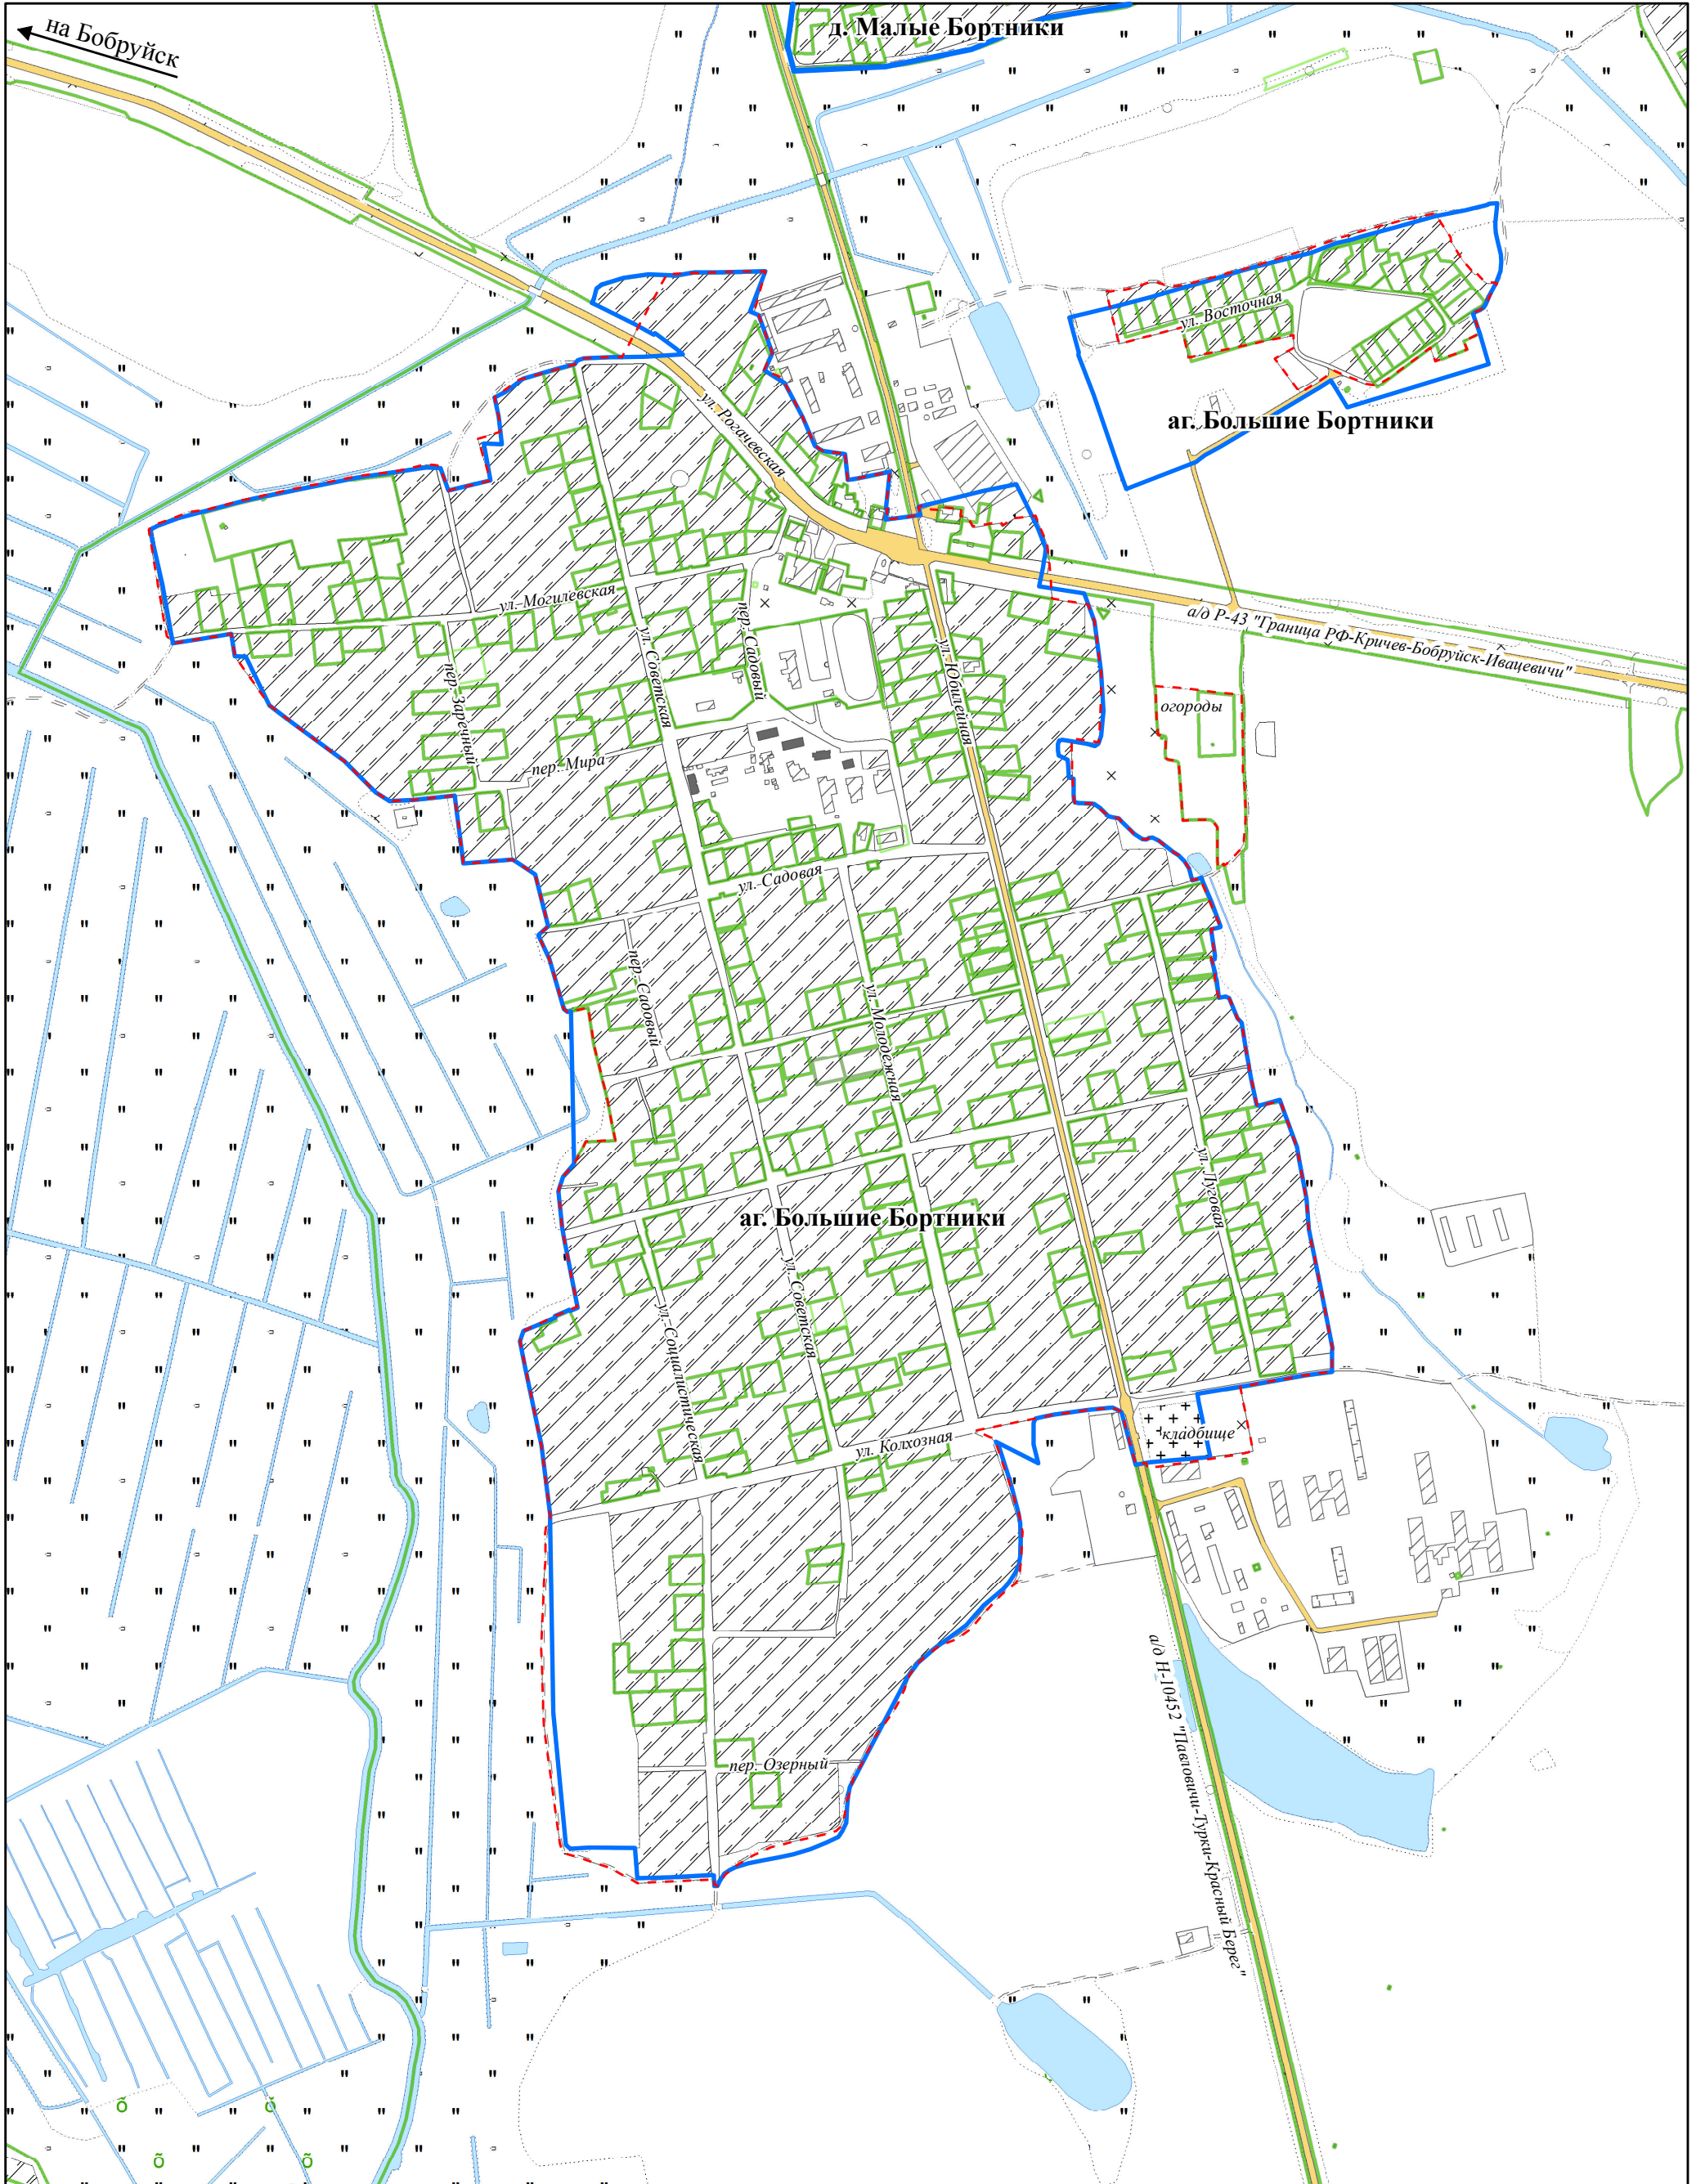 на Бобруйск
д. Малые Бортники
ул. Восточная
аг. Большие Бортники
ул. Рогачевская
ул. Могилевская
пер. Садовый
ул. Советская
ул. Юбилейная
а/д Р-43 "Граница РФ-Кричев-Бобруйск-Ивацевичи"
пер. Заречный
огороды
пер. Мира
ул. Садовая
пер. Садовый
ул. Молодежная
ул. Луговая
аг. Большие Бортники
ул. Советская
ул. Социалистическая
ул. Колхозная
кладбище
а/д Н-10452 "Павловичи-Турки-Красный Берег"
пер. Озерный